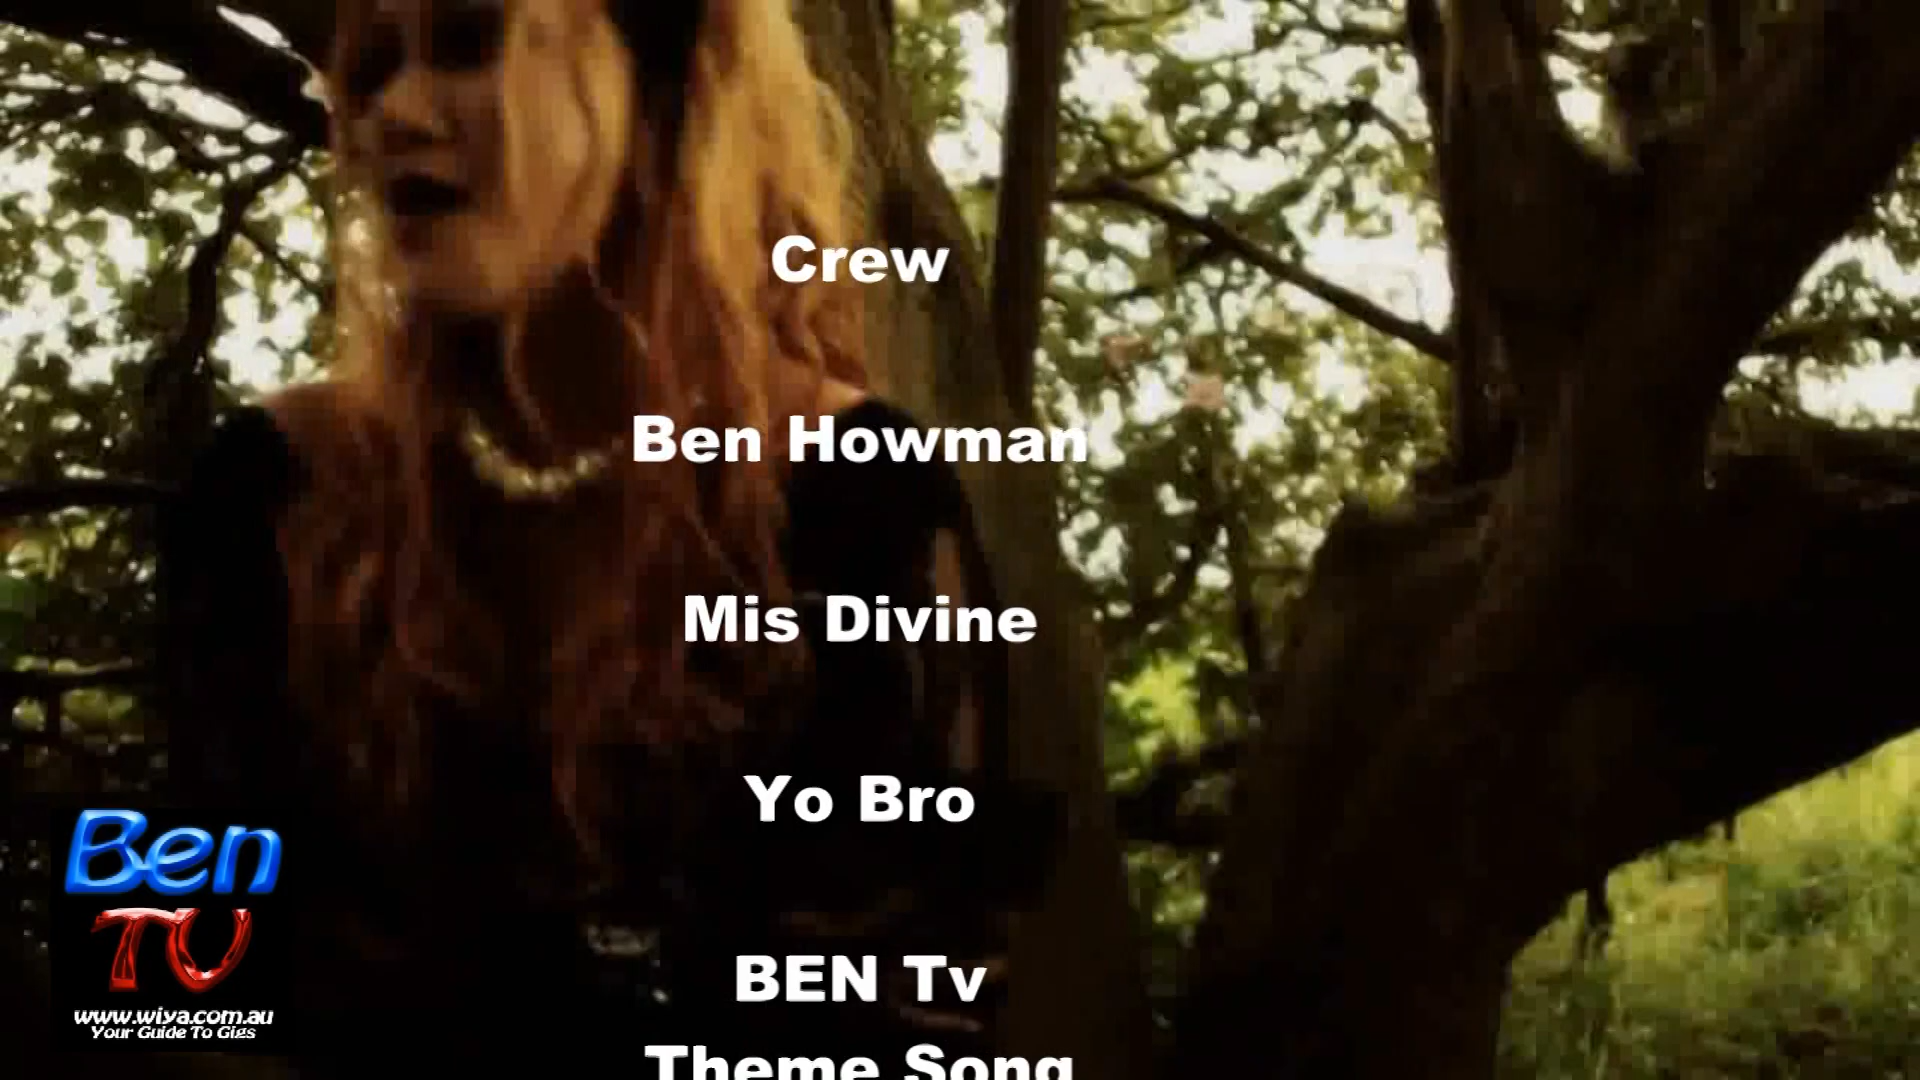 Crew
Ben Howman
Mis Divine
Yo Bro
BEN Tv
Theme Song
Ben
TV
www.wiya.com.au
Your Guide To Gigs